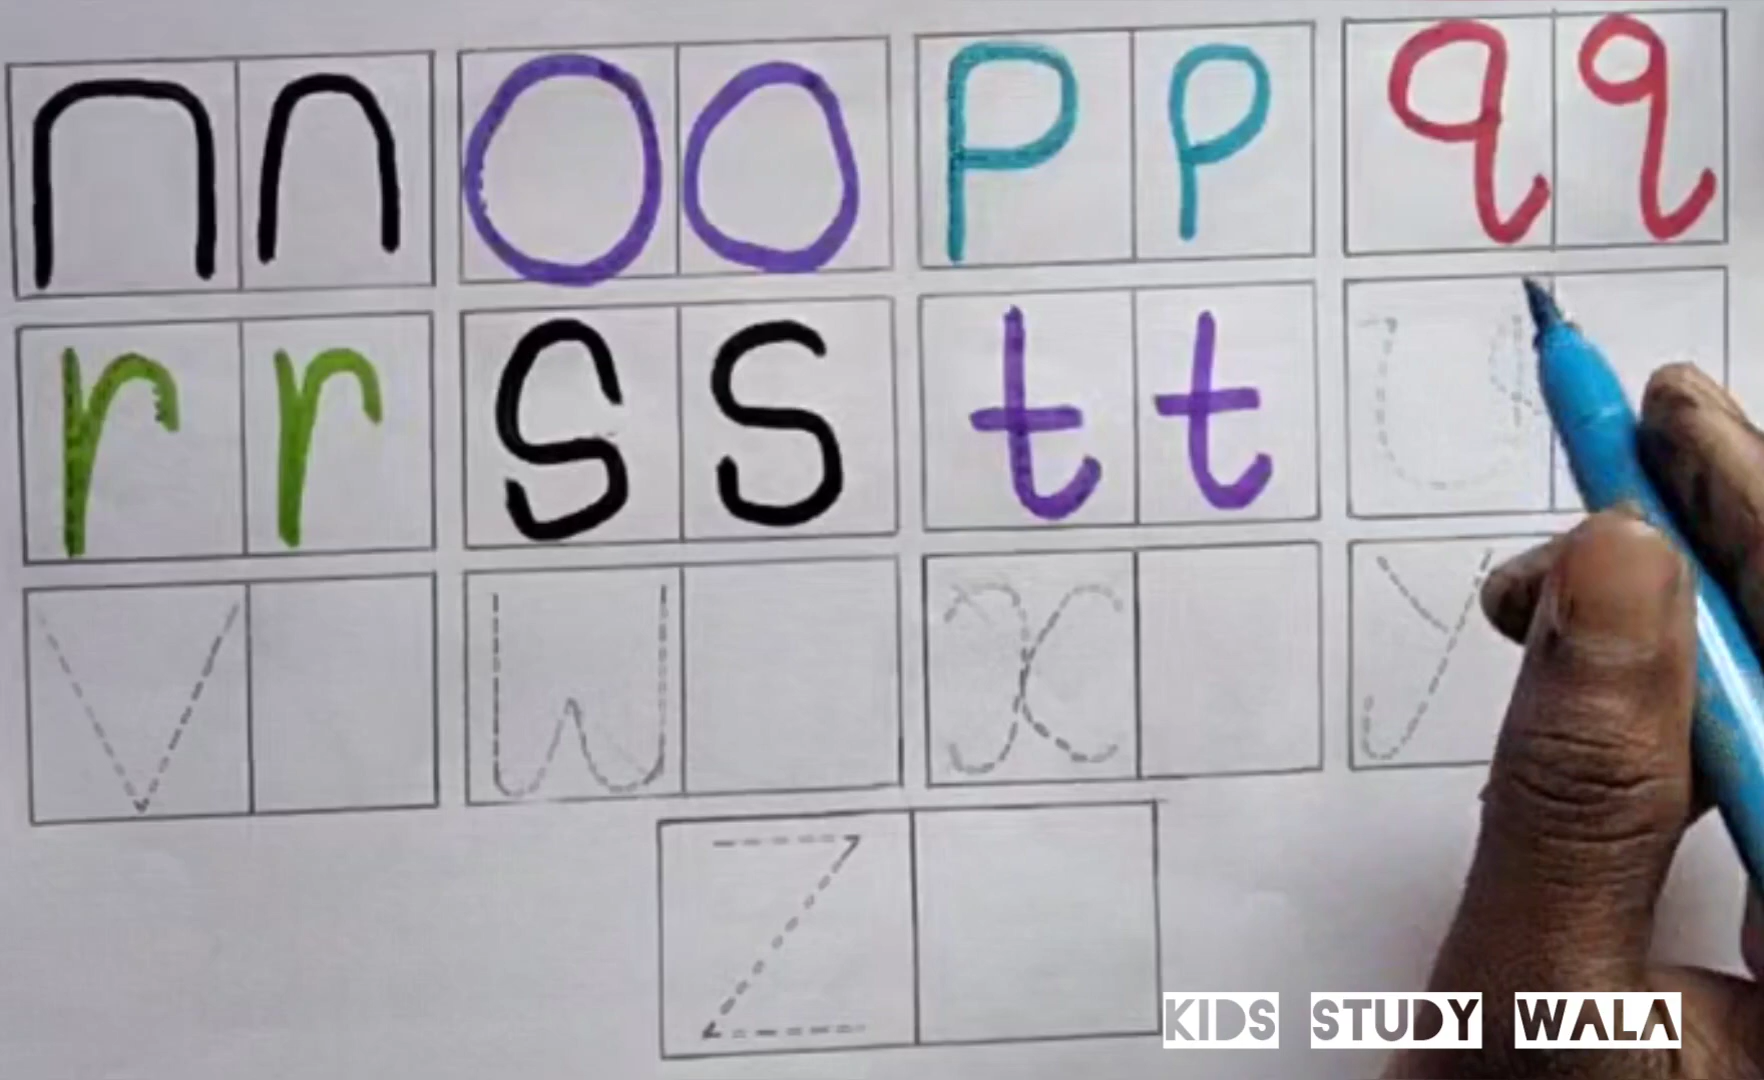 n n o o p p q q
r r s s t t u
v w x y
z
KIDS STUDY WALA